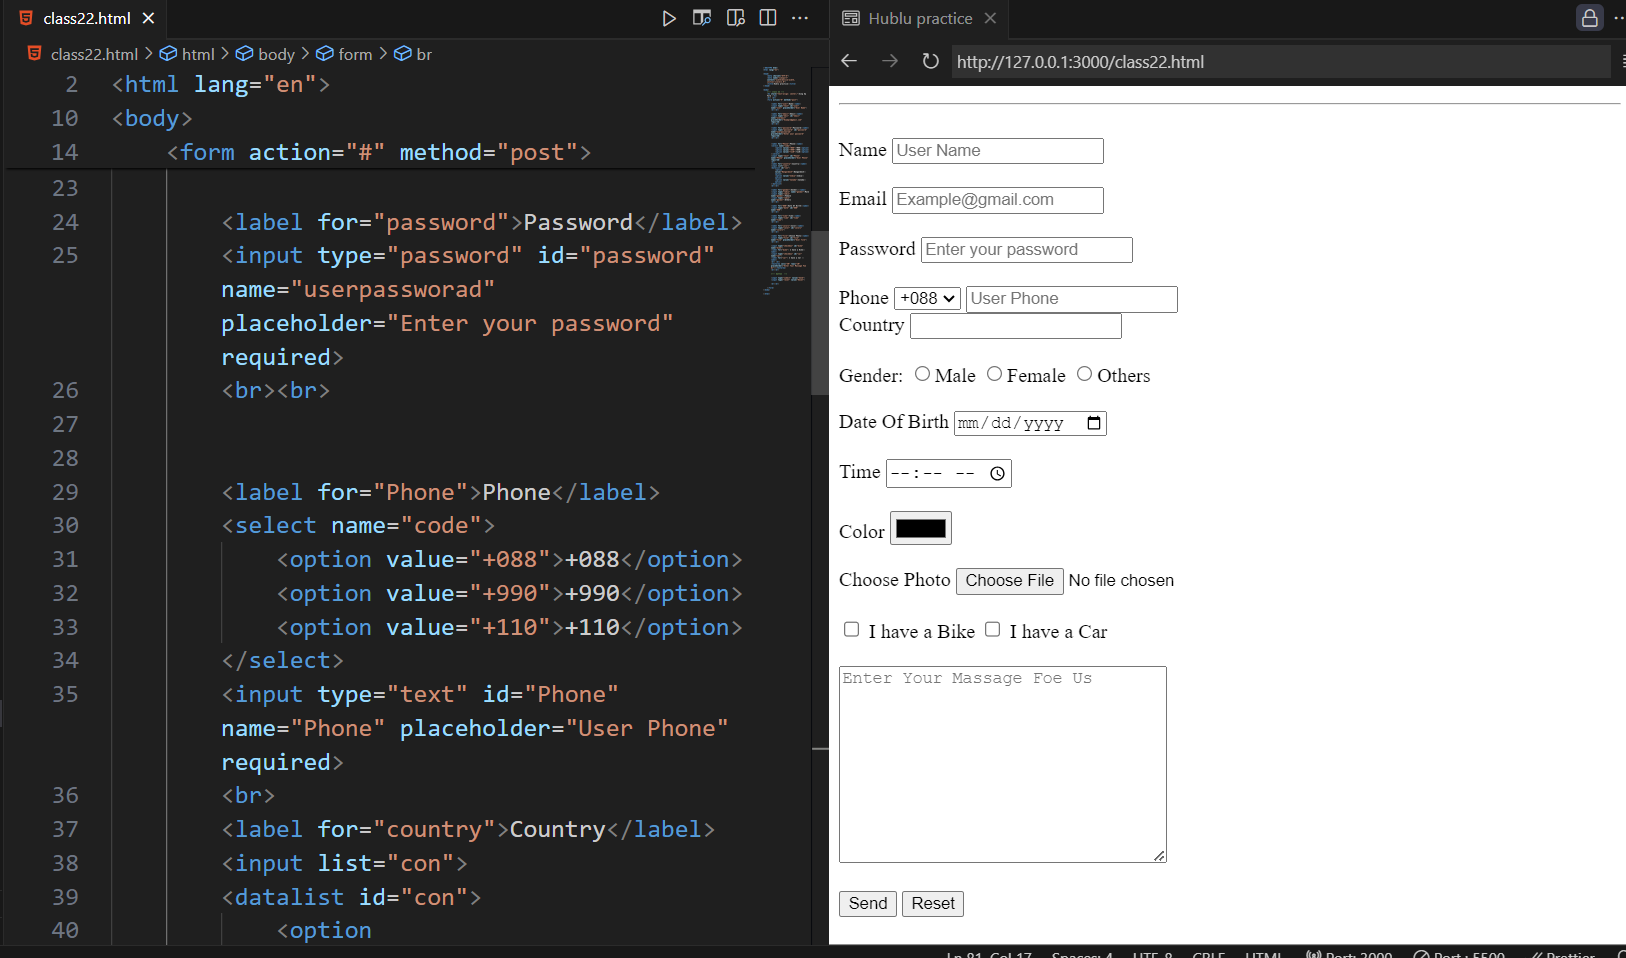 class22.html
class22.html > html > body > form > br
2 <html lang="en">
10 <body>
14 <form action="#" method="post">
23
24 <label for="password">Password</label>
25 <input type="password" id="password"
name="userpassworad"
placeholder="Enter your password"
required>
26 <br><br>
27
28
29 <label for="Phone">Phone</label>
30 <select name="code">
31 <option value="+088">+088</option>
32 <option value="+990">+990</option>
33 <option value="+110">+110</option>
34 </select>
35 <input type="text" id="Phone"
name="Phone" placeholder="User Phone"
required>
36 <br>
37 <label for="country">Country</label>
38 <input list="con">
39 <datalist id="con">
40 <option
Hublu practice
http://127.0.0.1:3000/class22.html
Name User Name
Email Example@gmail.com
Password Enter your password
Phone +088 User Phone
Country
Gender: Male Female Others
Date Of Birth mm/dd/yyyy
Time --:-- --
Color
Choose Photo Choose File No file chosen
I have a Bike I have a Car
Enter Your Massage Foe Us
Send Reset
Ln 81, Col 17 Spaces: 4 UTF-8 CRLF HTML Port: 3000 Port : 5500 Prettier